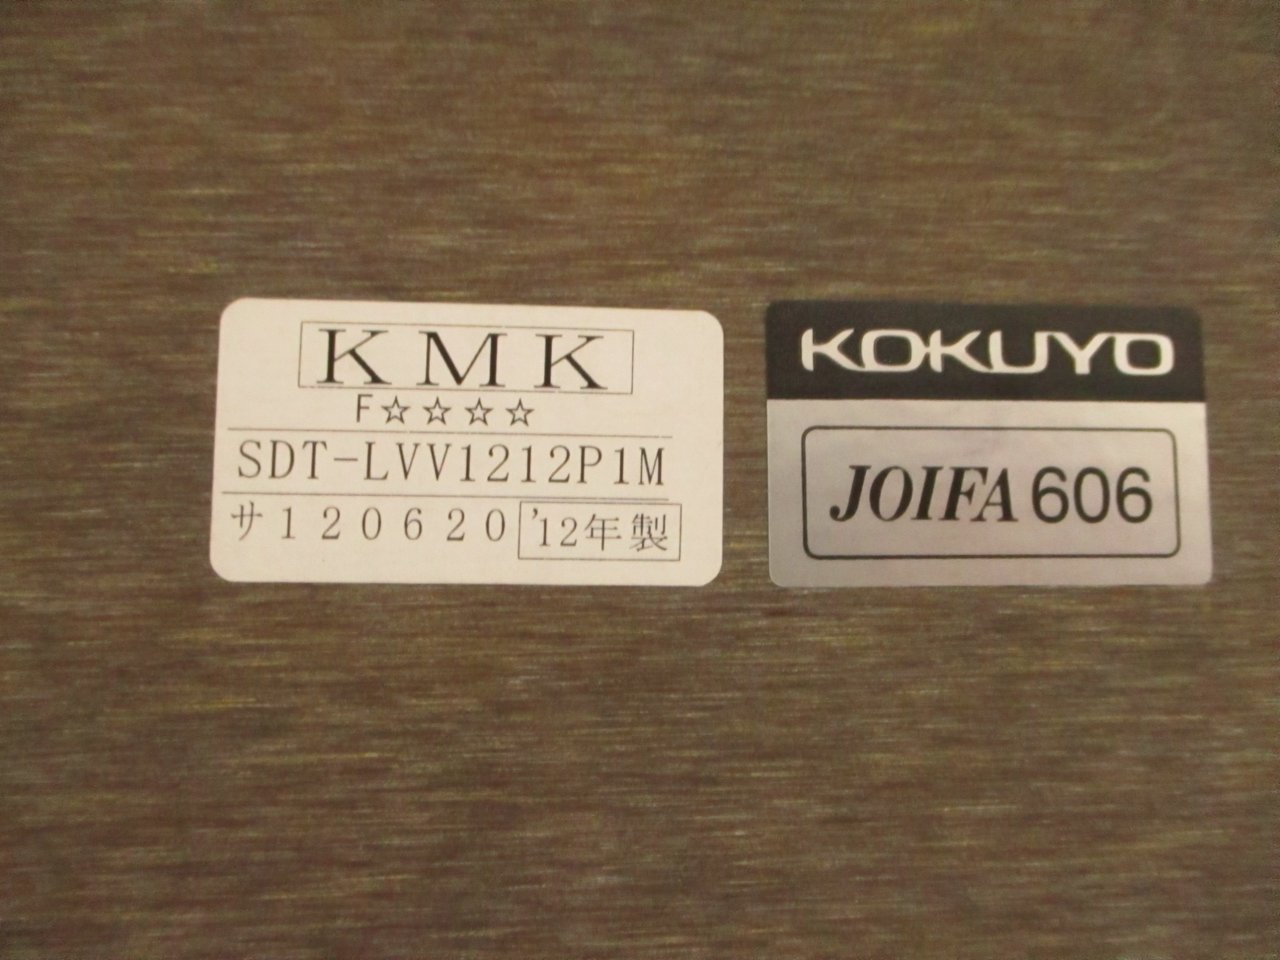 KMK
F☆☆☆☆
SDT-LVV1212P1M
サ120620 '12年製
KOKUYO
JOIFA 606